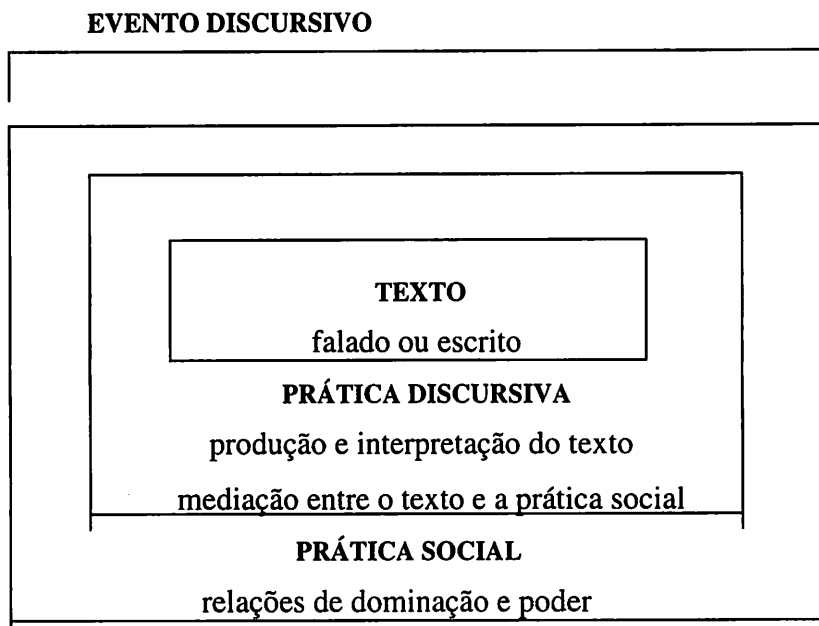 EVENTO DISCURSIVO
TEXTO
falado ou escrito
PRÁTICA DISCURSIVA
produção e interpretação do texto
mediação entre o texto e a prática social
PRÁTICA SOCIAL
relações de dominação e poder